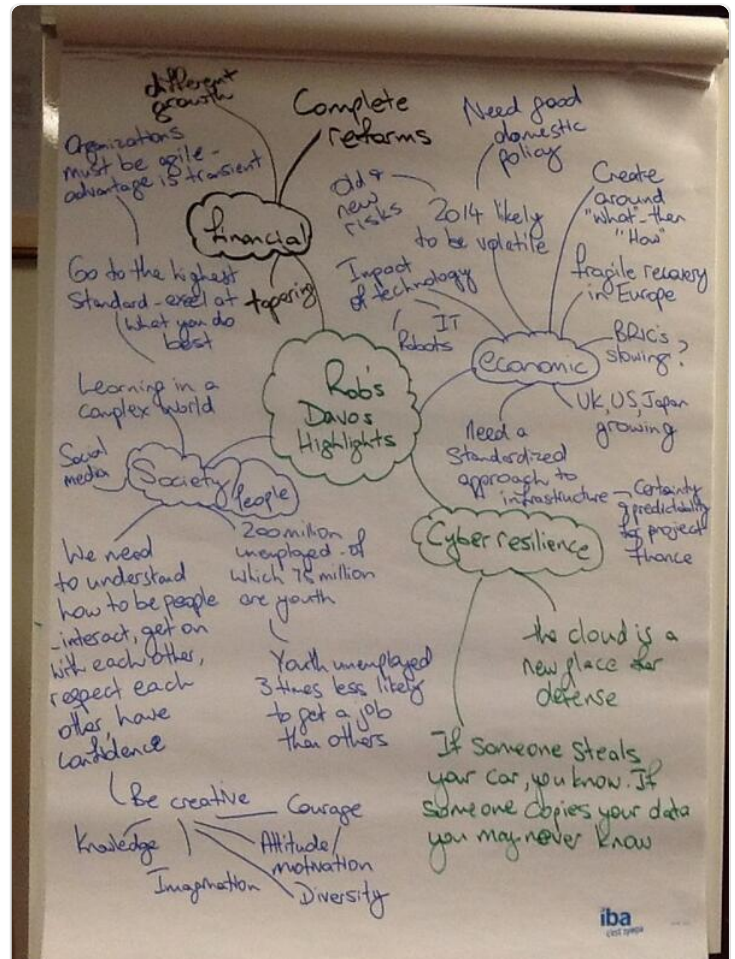 different
growth
Complete
reforms
Organizations
must be agile -
advantage is transient
financial
tapering
Go to the highest
Standard - excel at
what you do
best
Learning in a
complex world
Social
media
Society
People
Rob's
Davos
Highlights
Old &
new
risks
Need good
domestic
policy
2014 likely
to be volatile
Create
around
"what" - then
"How"
Impact
of technology
IT
Robots
fragile recovery
in Europe
economic
BRIC's
slowing?
UK, US, Japan
growing
Need a
Standardized
approach to
infrastructure
Certainty
& predictability
for project
finance
Cyber resilience
the cloud is a
new place for
defense
If someone steals
your car, you know. If
someone copies your data
you may never know
200 million
unemployed - of
which 75 million
are youth
Youth unemployed
3 times less likely
to get a job
than others
We need
to understand
how to be people
- interact, get on
with each other,
respect each
other, have
confidence
Be creative
Courage
Knowledge
Attitude/
motivation
Imagination
Diversity
iba